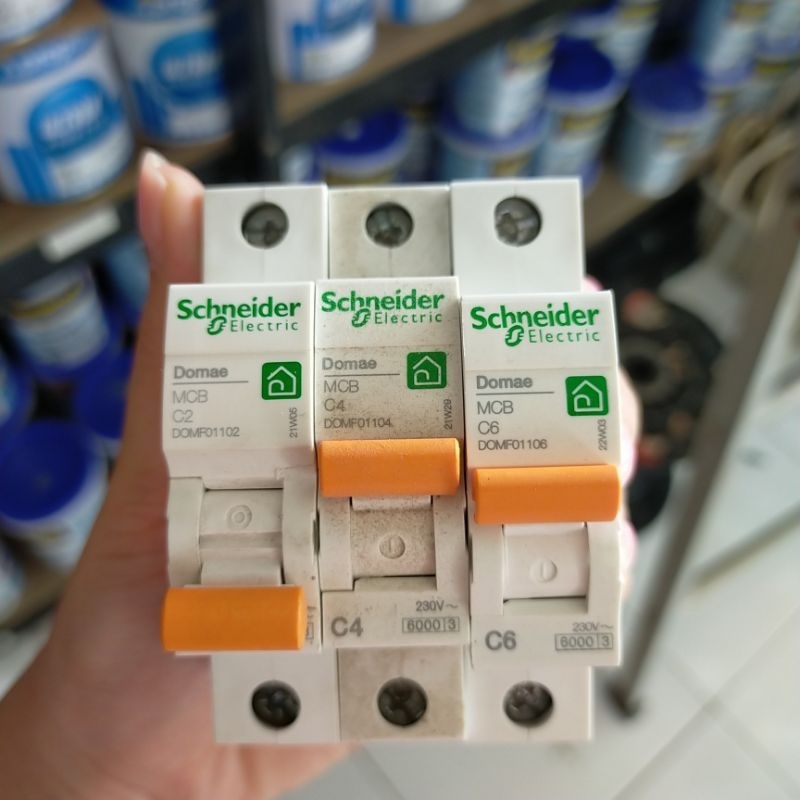 Schneider
Electric
Domae
MCB
C2
DOMF01102
21W06
Schneider
Electric
Domae
MCB
C4
DOMF01104
21W29
C4
230V~
6000 3
Schneider
Electric
Domae
MCB
C6
DOMF01106
22W03
C6
230V~
6000 3